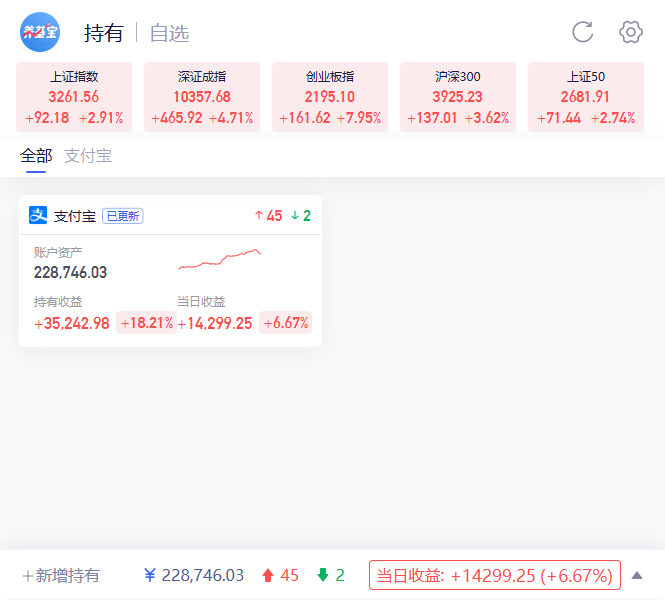 养基宝 持有 自选
上证指数 深证成指 创业板指 沪深300 上证50
3261.56 10357.68 2195.10 3925.23 2681.91
+92.18 +2.91% +465.92 +4.71% +161.62 +7.95% +137.01 +3.62% +71.44 +2.74%
全部 支付宝
支 支付宝 已更新 ↑45 ↓2
账户资产
228,746.03
持有收益 当日收益
+35,242.98 +18.21% +14,299.25 +6.67%
+新增持有 ¥ 228,746.03 45 2 当日收益: +14299.25 (+6.67%)